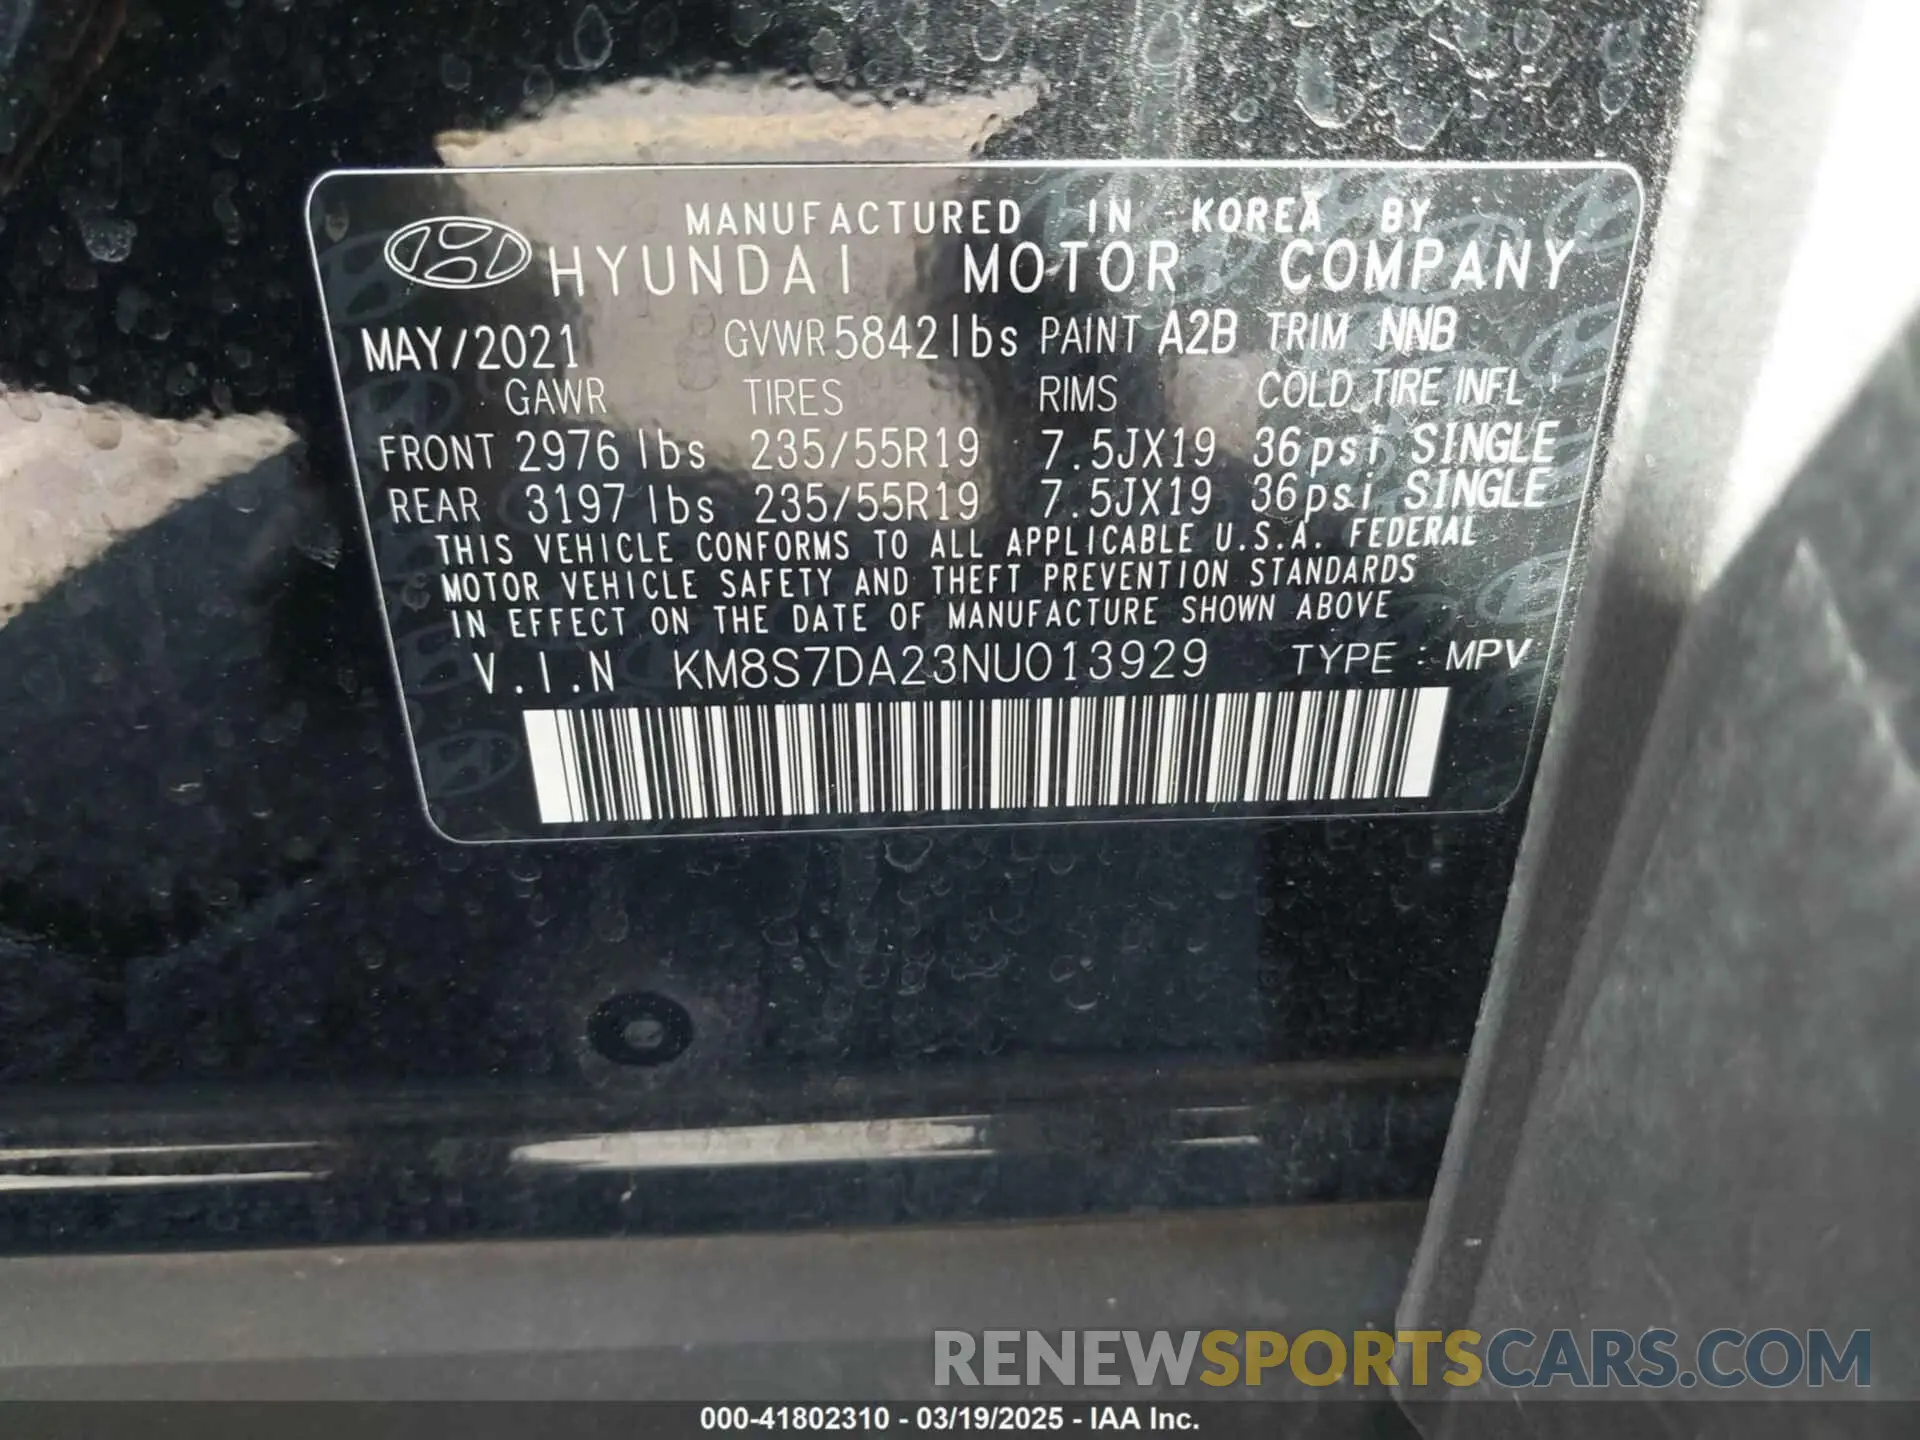 MANUFACTURED IN KOREA BY
HYUNDAI MOTOR COMPANY
MAY/2021 GVWR 5842lbs PAINT A2B TRIM NNB
GAWR TIRES RIMS COLD TIRE INFL
FRONT 2976 lbs 235/55R19 7.5JX19 36psi SINGLE
REAR 3197 lbs 235/55R19 7.5JX19 36psi SINGLE
THIS VEHICLE CONFORMS TO ALL APPLICABLE U.S.A. FEDERAL
MOTOR VEHICLE SAFETY AND THEFT PREVENTION STANDARDS
IN EFFECT ON THE DATE OF MANUFACTURE SHOWN ABOVE
V.I.N KM8S7DA23NU013929 TYPE : MPV
RENEWSPORTSCARS.COM
000-41802310 - 03/19/2025 - IAA Inc.